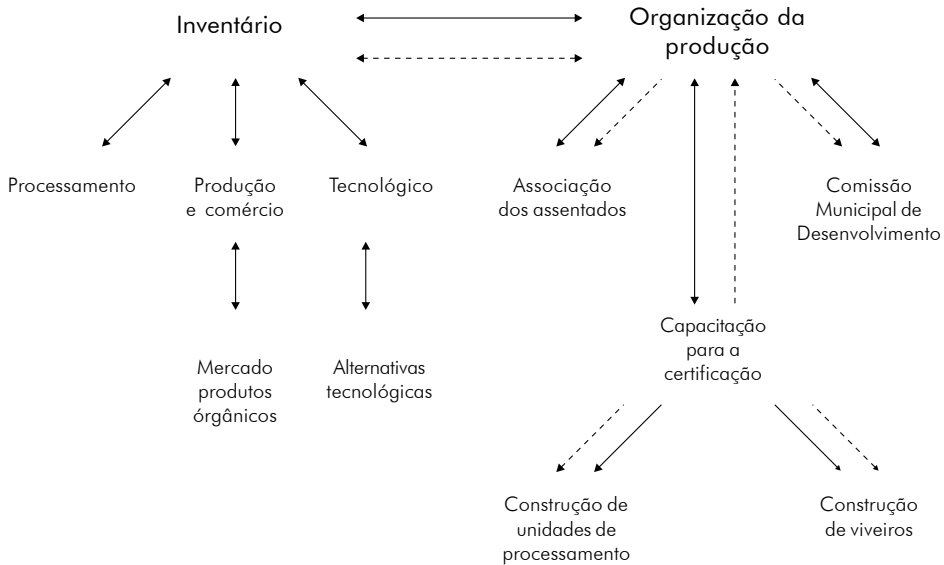 Inventário
Organização da
produção
Processamento
Produção
e comércio
Tecnológico
Associação
dos assentados
Comissão
Municipal de
Desenvolvimento
Capacitação
para a
certificação
Mercado
produtos
órgânicos
Alternativas
tecnológicas
Construção de
unidades de
processamento
Construção
de viveiros